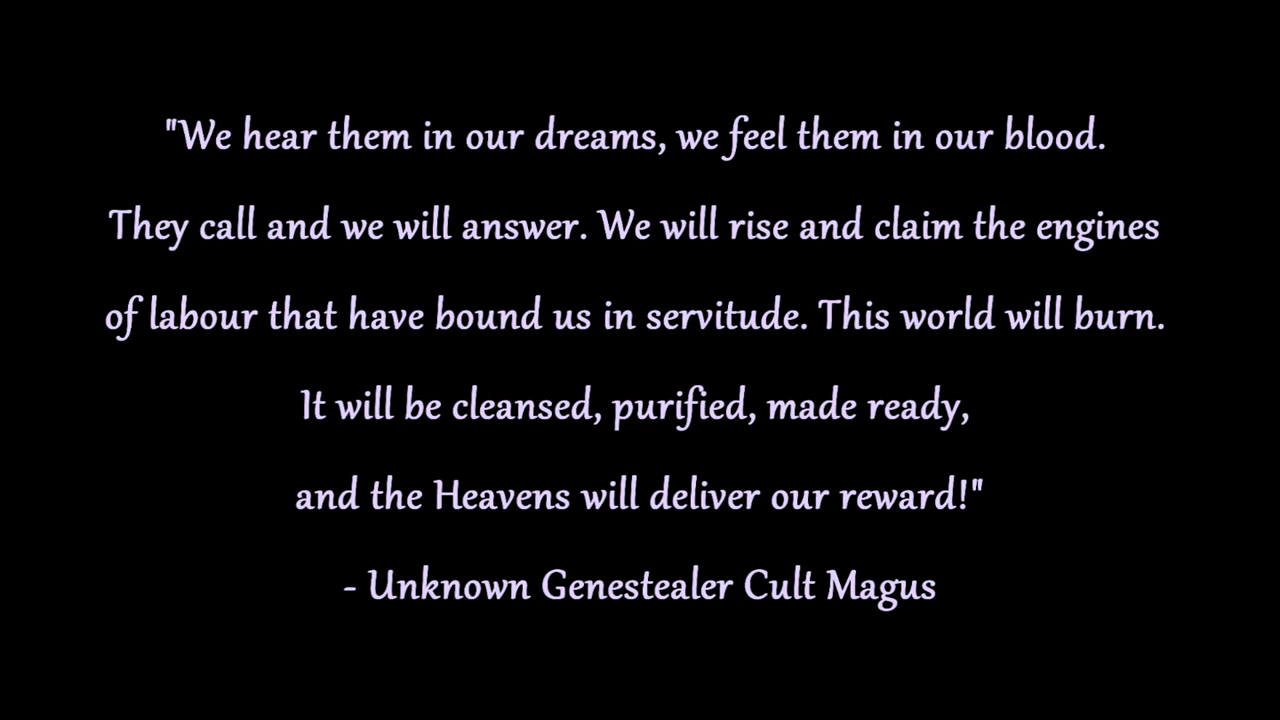 "We hear them in our dreams, we feel them in our blood.
They call and we will answer. We will rise and claim the engines
of labour that have bound us in servitude. This world will burn.
It will be cleansed, purified, made ready,
and the Heavens will deliver our reward!"
- Unknown Genestealer Cult Magus